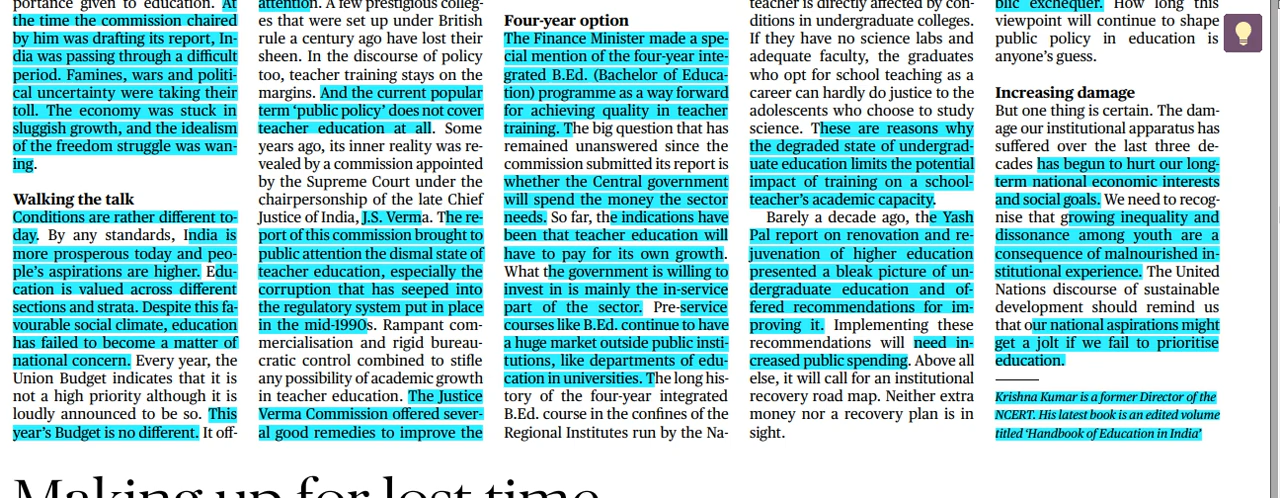 portance given to education. At
the time the commission chaired
by him was drafting its report, In-
dia was passing through a difficult
period. Famines, wars and politi-
cal uncertainty were taking their
toll. The economy was stuck in
sluggish growth, and the idealism
of the freedom struggle was wan-
ing.
Walking the talk
Conditions are rather different to-
day. By any standards, India is
more prosperous today and peo-
ple's aspirations are higher. Edu-
cation is valued across different
sections and strata. Despite this fa-
vourable social climate, education
has failed to become a matter of
national concern. Every year, the
Union Budget indicates that it is
not a high priority although it is
loudly announced to be so. This
year's Budget is no different. It off-
attention. A few prestigious colleg-
es that were set up under British
rule a century ago have lost their
sheen. In the discourse of policy
too, teacher training stays on the
margins. And the current popular
term 'public policy' does not cover
teacher education at all. Some
years ago, its inner reality was re-
vealed by a commission appointed
by the Supreme Court under the
chairpersonship of the late Chief
Justice of India, J.S. Verma. The re-
port of this commission brought to
public attention the dismal state of
teacher education, especially the
corruption that has seeped into
the regulatory system put in place
in the mid-1990s. Rampant com-
mercialisation and rigid bureau-
cratic control combined to stifle
any possibility of academic growth
in teacher education. The Justice
Verma Commission offered sever-
al good remedies to improve the
Four-year option
The Finance Minister made a spe-
cial mention of the four-year inte-
grated B.Ed. (Bachelor of Educa-
tion) programme as a way forward
for achieving quality in teacher
training. The big question that has
remained unanswered since the
commission submitted its report is
whether the Central government
will spend the money the sector
needs. So far, the indications have
been that teacher education will
have to pay for its own growth.
What the government is willing to
invest in is mainly the in-service
part of the sector. Pre-service
courses like B.Ed. continue to have
a huge market outside public insti-
tutions, like departments of edu-
cation in universities. The long his-
tory of the four-year integrated
B.Ed. course in the confines of the
Regional Institutes run by the Na-
teacher is directly affected by con-
ditions in undergraduate colleges.
If they have no science labs and
adequate faculty, the graduates
who opt for school teaching as a
career can hardly do justice to the
adolescents who choose to study
science. These are reasons why
the degraded state of undergrad-
uate education limits the potential
impact of training on a school-
teacher's academic capacity.
Barely a decade ago, the Yash
Pal report on renovation and re-
juvenation of higher education
presented a bleak picture of un-
dergraduate education and of-
fered recommendations for im-
proving it. Implementing these
recommendations will need in-
creased public spending. Above all
else, it will call for an institutional
recovery road map. Neither extra
money nor a recovery plan is in
sight.
blic exchequer. How long this
viewpoint will continue to shape
public policy in education is
anyone's guess.
Increasing damage
But one thing is certain. The dam-
age our institutional apparatus has
suffered over the last three de-
cades has begun to hurt our long-
term national economic interests
and social goals. We need to recog-
nise that growing inequality and
dissonance among youth are a
consequence of malnourished in-
stitutional experience. The United
Nations discourse of sustainable
development should remind us
that our national aspirations might
get a jolt if we fail to prioritise
education.
Krishna Kumar is a former Director of the
NCERT. His latest book is an edited volume
titled 'Handbook of Education in India'
Making up for lost time